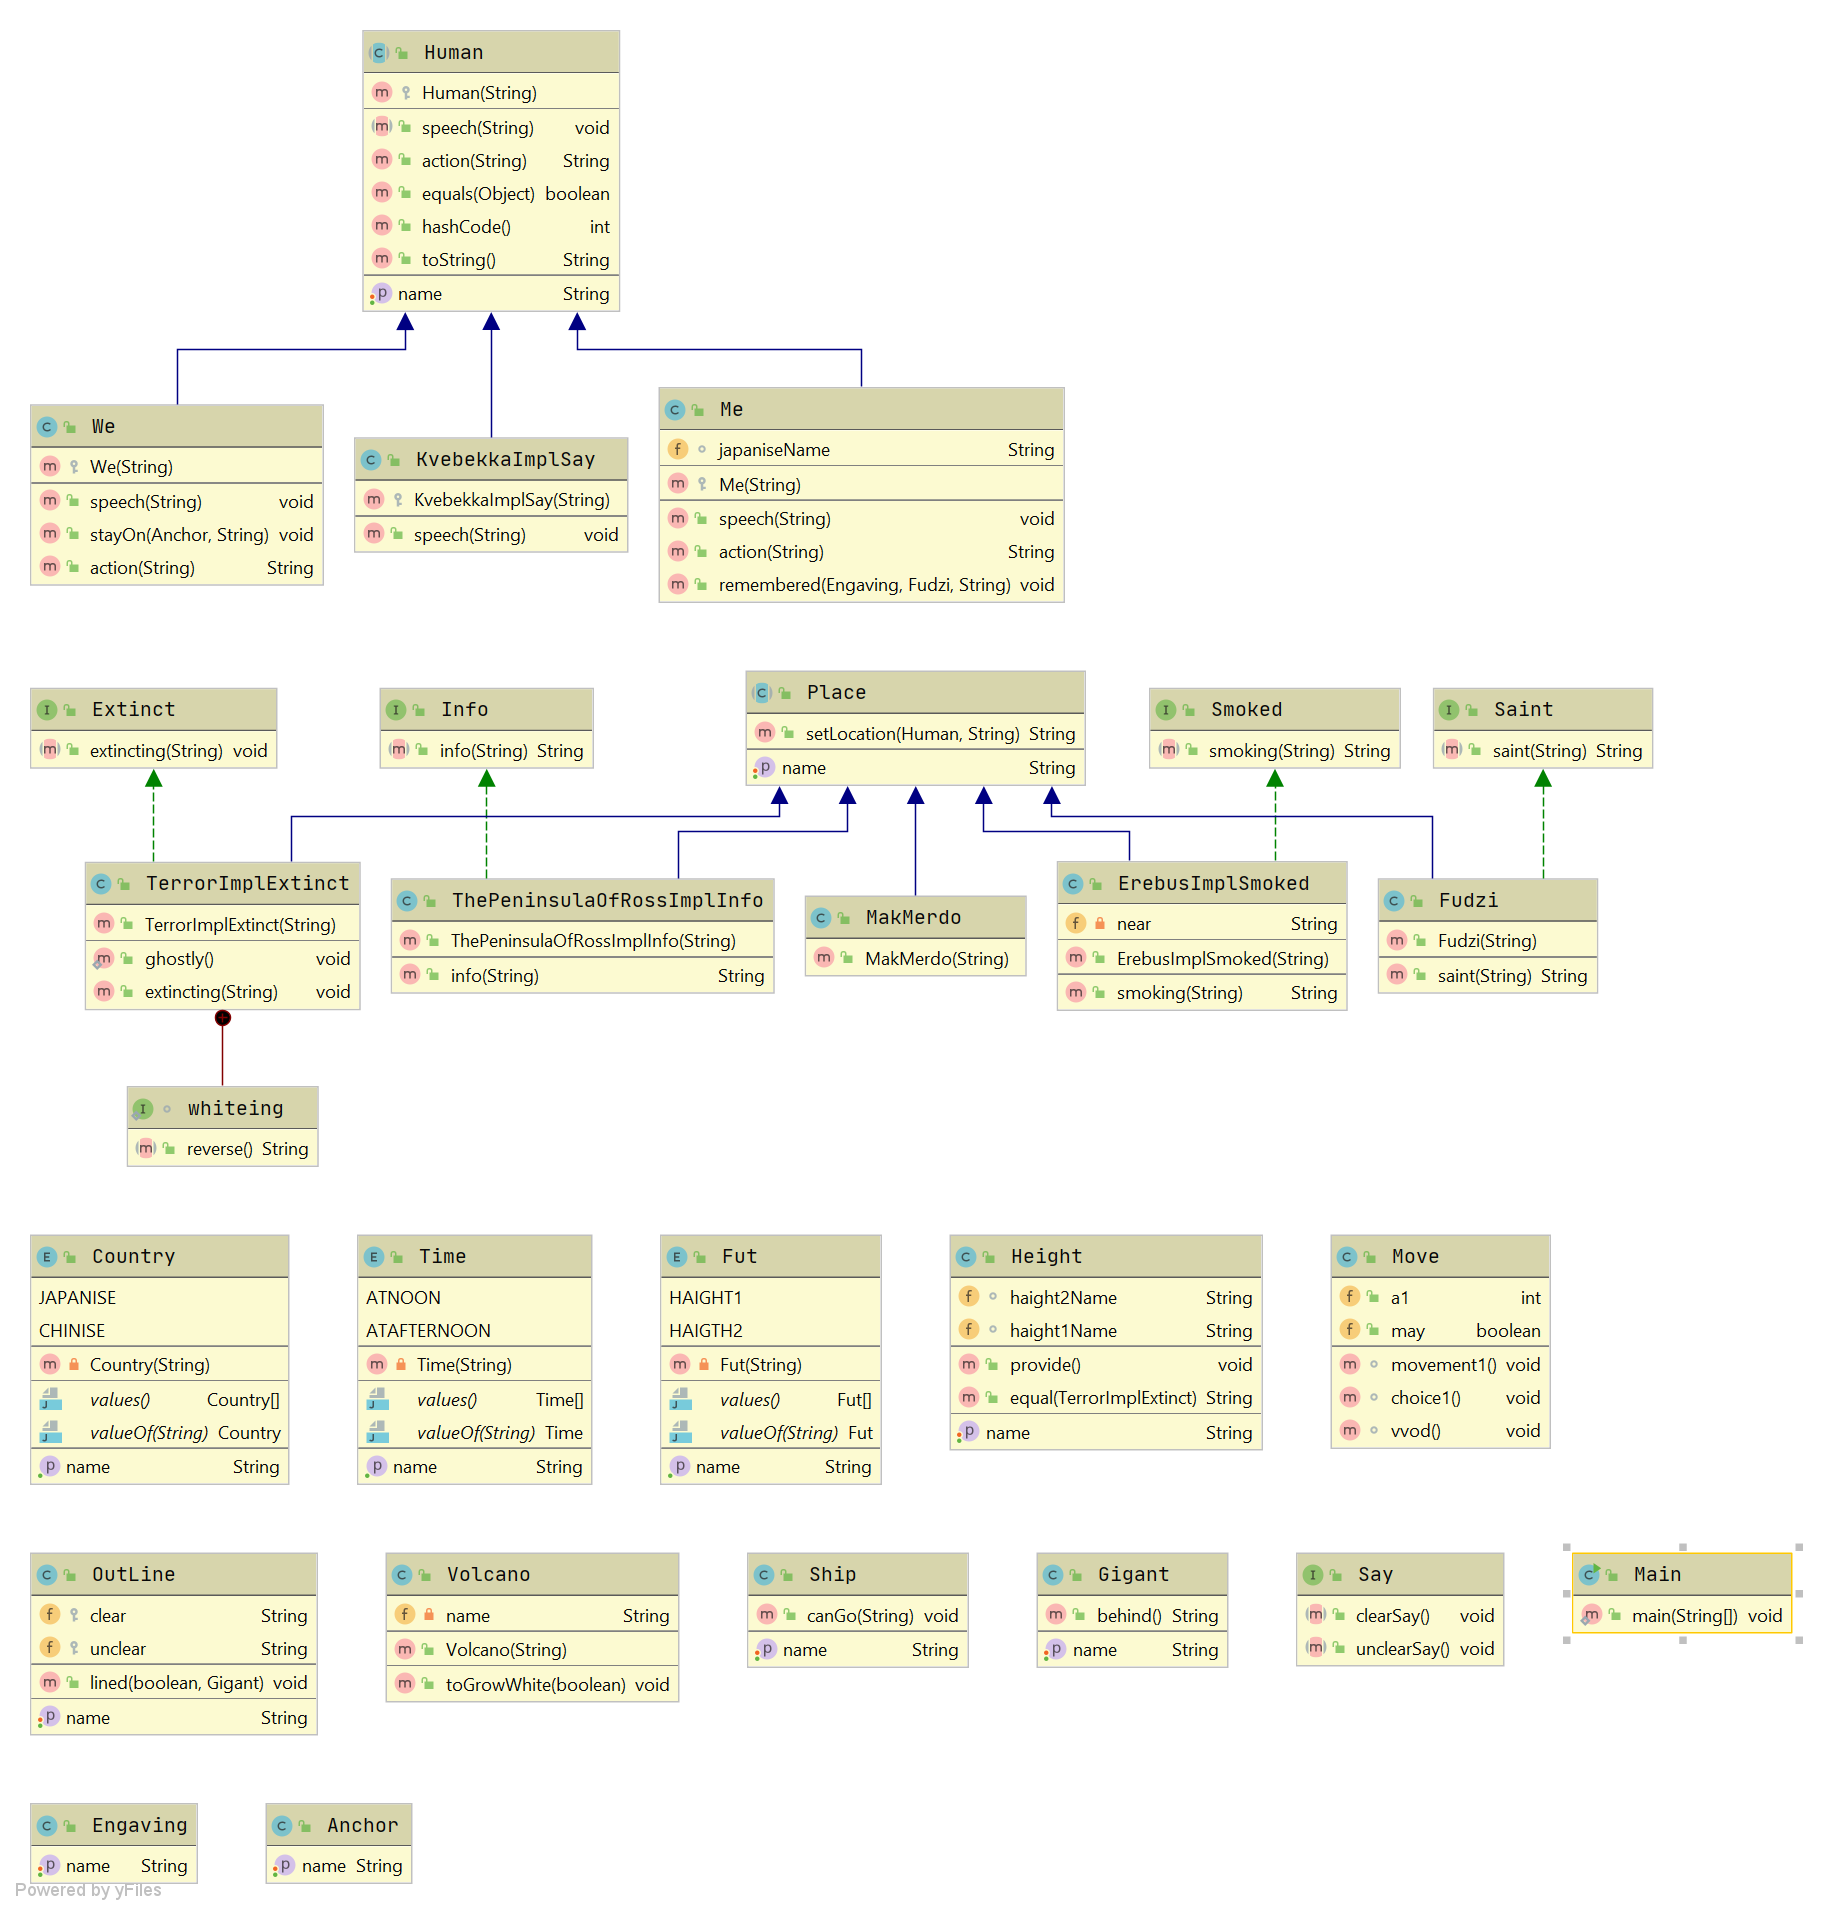 Human
Human(String)
speech(String) void
action(String) String
equals(Object) boolean
hashCode() int
toString() String
name String
We
We(String)
speech(String) void
stayOn(Anchor, String) void
action(String) String
KvebekkaImplSay
KvebekkaImplSay(String)
speech(String) void
Me
japaniseName String
Me(String)
speech(String) void
action(String) String
remembered(Engaving, Fudzi, String) void
Extinct
extincting(String) void
Info
info(String) String
Place
setLocation(Human, String) String
name String
Smoked
smoking(String) String
Saint
saint(String) String
TerrorImplExtinct
TerrorImplExtinct(String)
ghostly() void
extincting(String) void
ThePeninsulaOfRossImplInfo
ThePeninsulaOfRossImplInfo(String)
info(String) String
MakMerdo
MakMerdo(String)
ErebusImplSmoked
near String
ErebusImplSmoked(String)
smoking(String) String
Fudzi
Fudzi(String)
saint(String) String
whiteing
reverse() String
Country
JAPANISE
CHINISE
Country(String)
values() Country[]
valueOf(String) Country
name String
Time
ATNOON
ATAFTERNOON
Time(String)
values() Time[]
valueOf(String) Time
name String
Fut
HAIGHT1
HAIGTH2
Fut(String)
values() Fut[]
valueOf(String) Fut
name String
Height
haight2Name String
haight1Name String
provide() void
equal(TerrorImplExtinct) String
name String
Move
a1 int
may boolean
movement1() void
choice1() void
vvod() void
OutLine
clear String
unclear String
lined(boolean, Gigant) void
name String
Volcano
name String
Volcano(String)
toGrowWhite(boolean) void
Ship
canGo(String) void
name String
Gigant
behind() String
name String
Say
clearSay() void
unclearSay() void
Main
main(String[]) void
Engaving
name String
Anchor
name String
Powered by yFiles